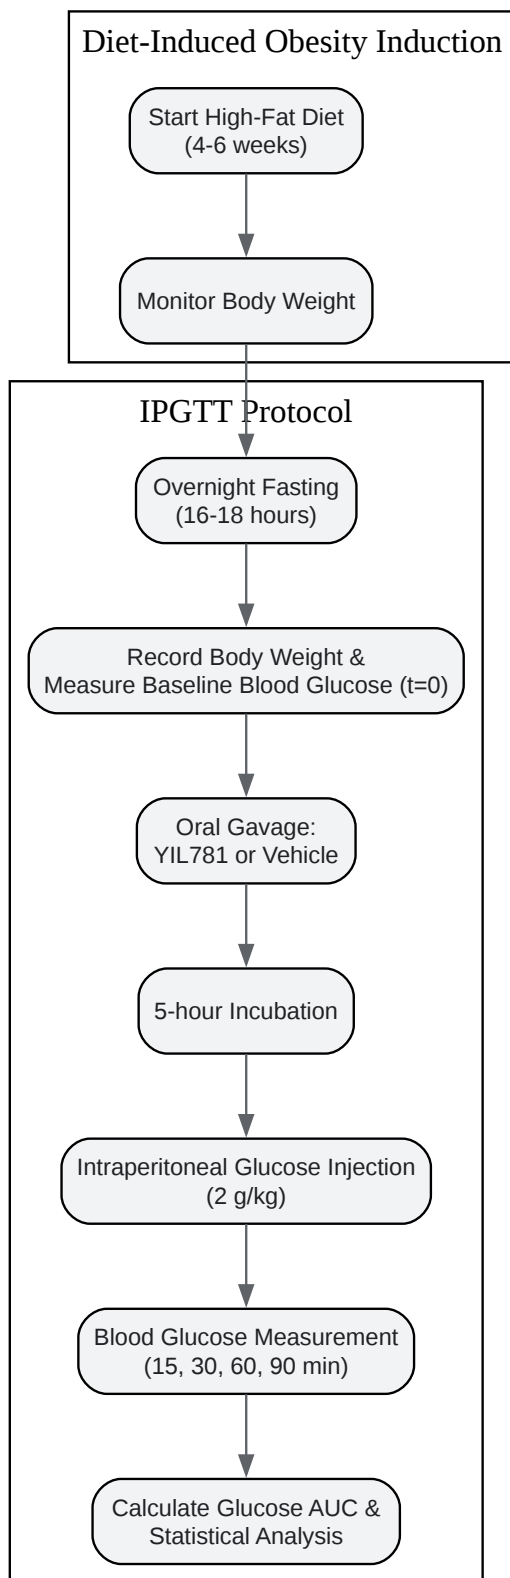 Diet-Induced Obesity Induction
Start High-Fat Diet
(4-6 weeks)
Monitor Body Weight
IPGTT Protocol
Overnight Fasting
(16-18 hours)
Record Body Weight &
Measure Baseline Blood Glucose (t=0)
Oral Gavage:
YIL781 or Vehicle
5-hour Incubation
Intraperitoneal Glucose Injection
(2 g/kg)
Blood Glucose Measurement
(15, 30, 60, 90 min)
Calculate Glucose AUC &
Statistical Analysis